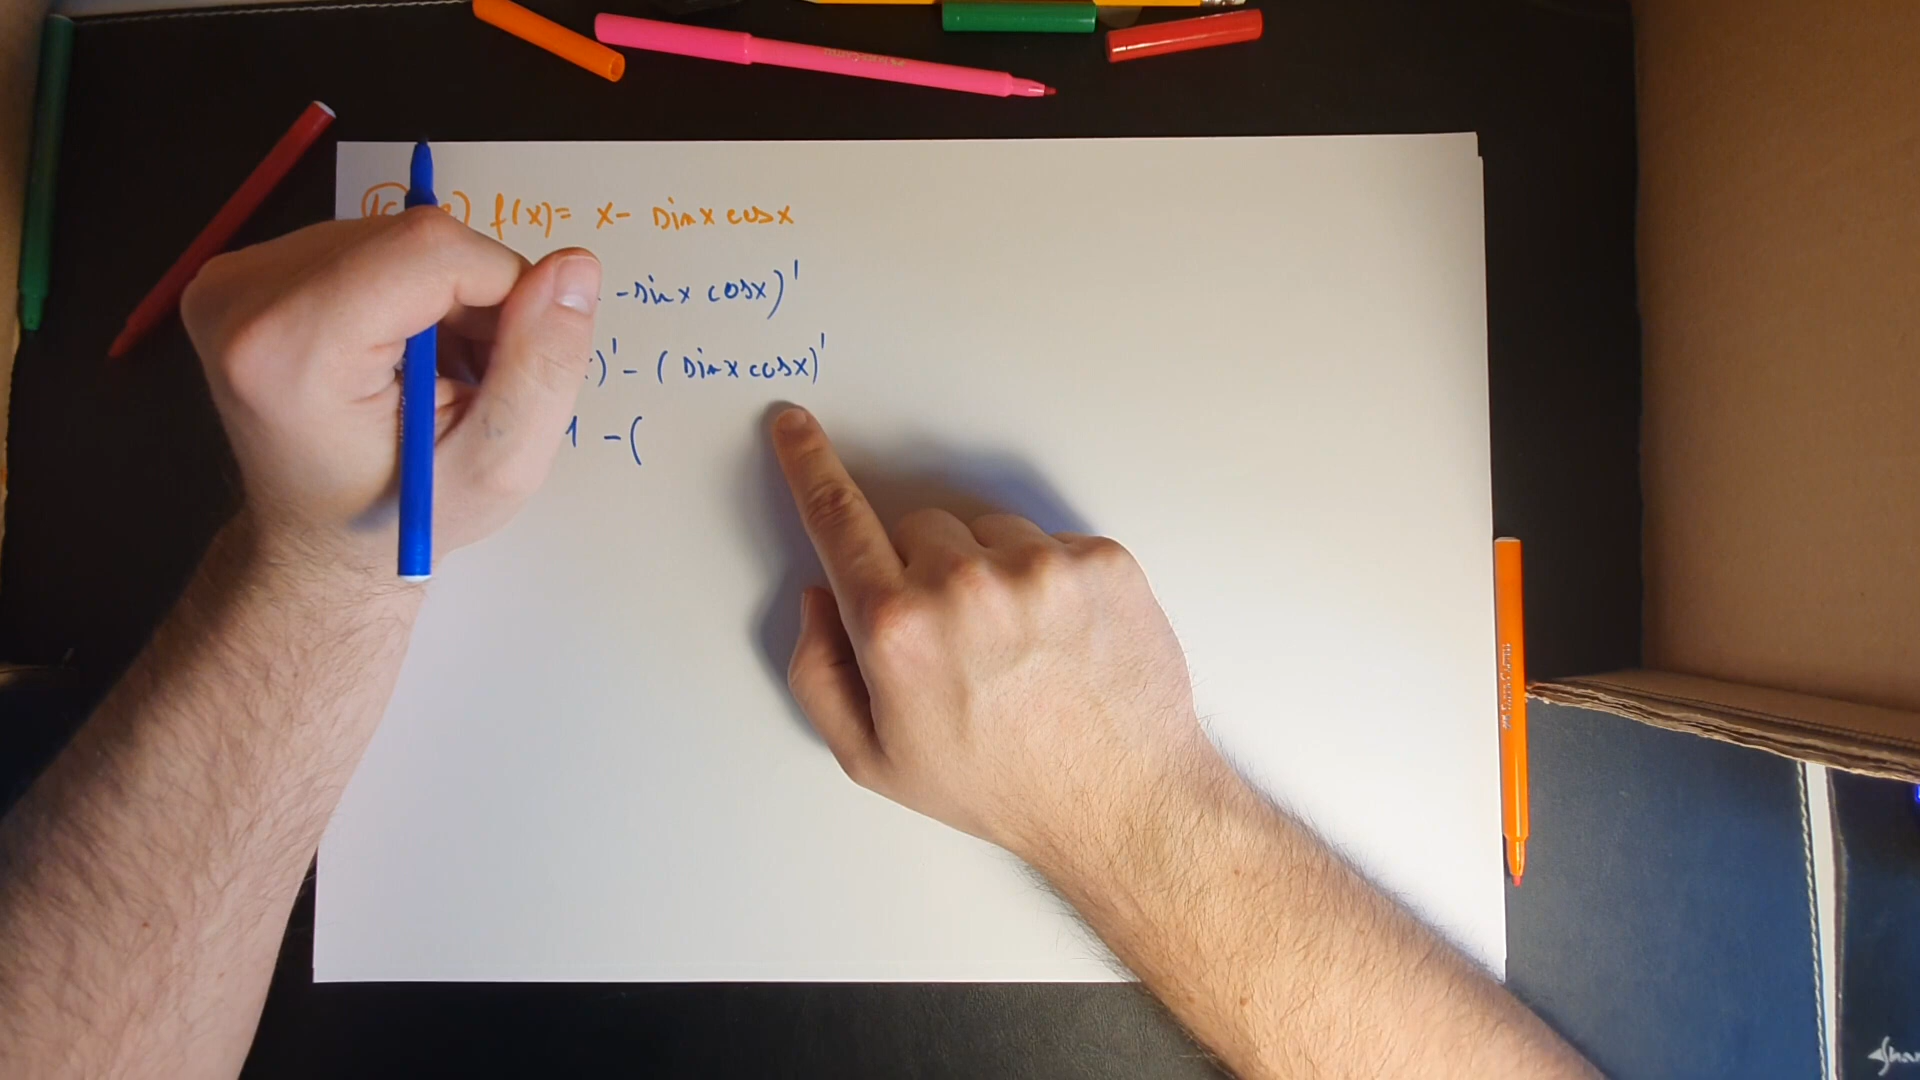 f(x)= x- sinx cosx
-sinx cosx)'
)'- ( sinx cosx)'
1 -(